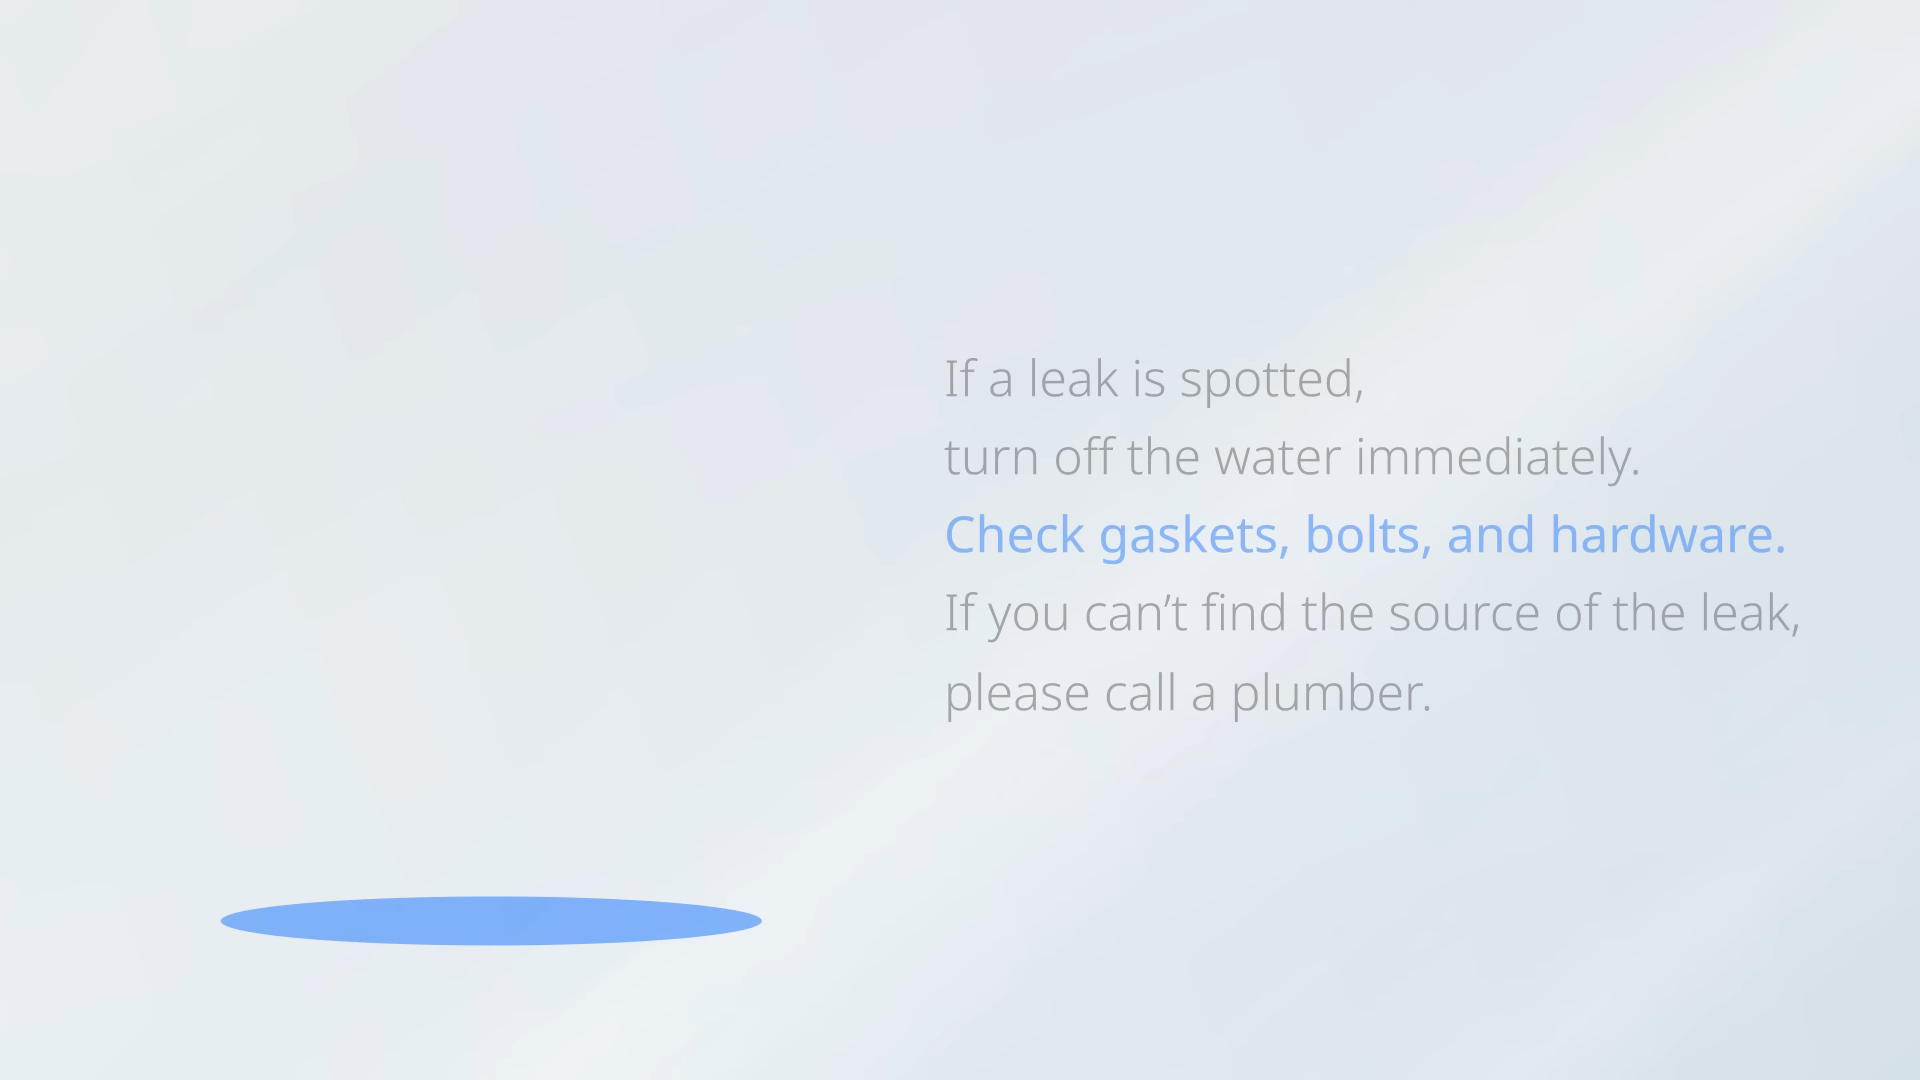 If a leak is spotted,
turn off the water immediately.
Check gaskets, bolts, and hardware.
If you can’t find the source of the leak,
please call a plumber.